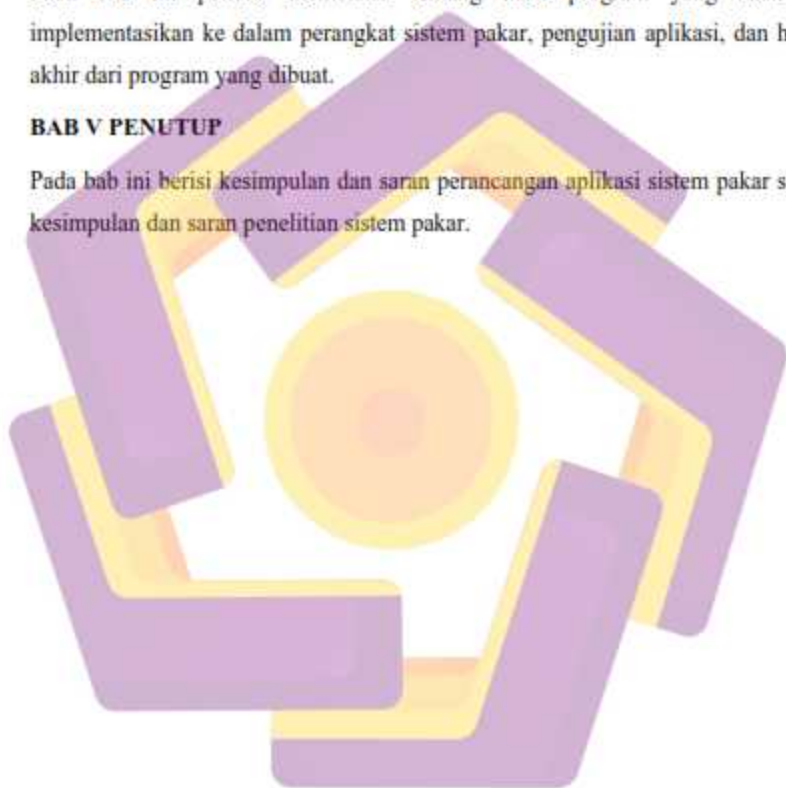 implementasikan ke dalam perangkat sistem pakar, pengujian aplikasi, dan h
akhir dari program yang dibuat.
BAB V PENUTUP
Pada bab ini berisi kesimpulan dan saran perancangan aplikasi sistem pakar s
kesimpulan dan saran penelitian sistem pakar.